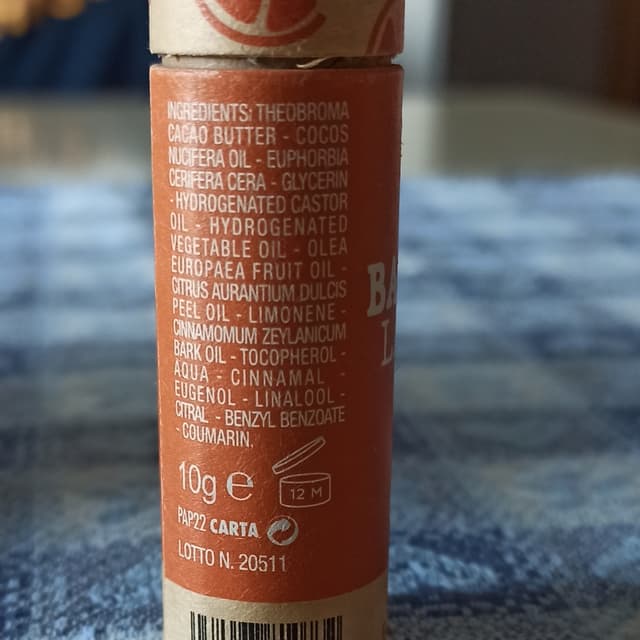 INGREDIENTS: THEOBROMA
CACAO BUTTER - COCOS
NUCIFERA OIL - EUPHORBIA
CERIFERA CERA - GLYCERIN
- HYDROGENATED CASTOR
OIL - HYDROGENATED
VEGETABLE OIL - OLEA
EUROPAEA FRUIT OIL -
CITRUS AURANTIUM DULCIS
PEEL OIL - LIMONENE -
CINNAMOMUM ZEYLANICUM
BARK OIL - TOCOPHEROL -
AQUA - CINNAMAL -
EUGENOL - LINALOOL -
CITRAL - BENZYL BENZOATE
- COUMARIN.
10g e
12 M
PAP22 CARTA
LOTTO N. 20511